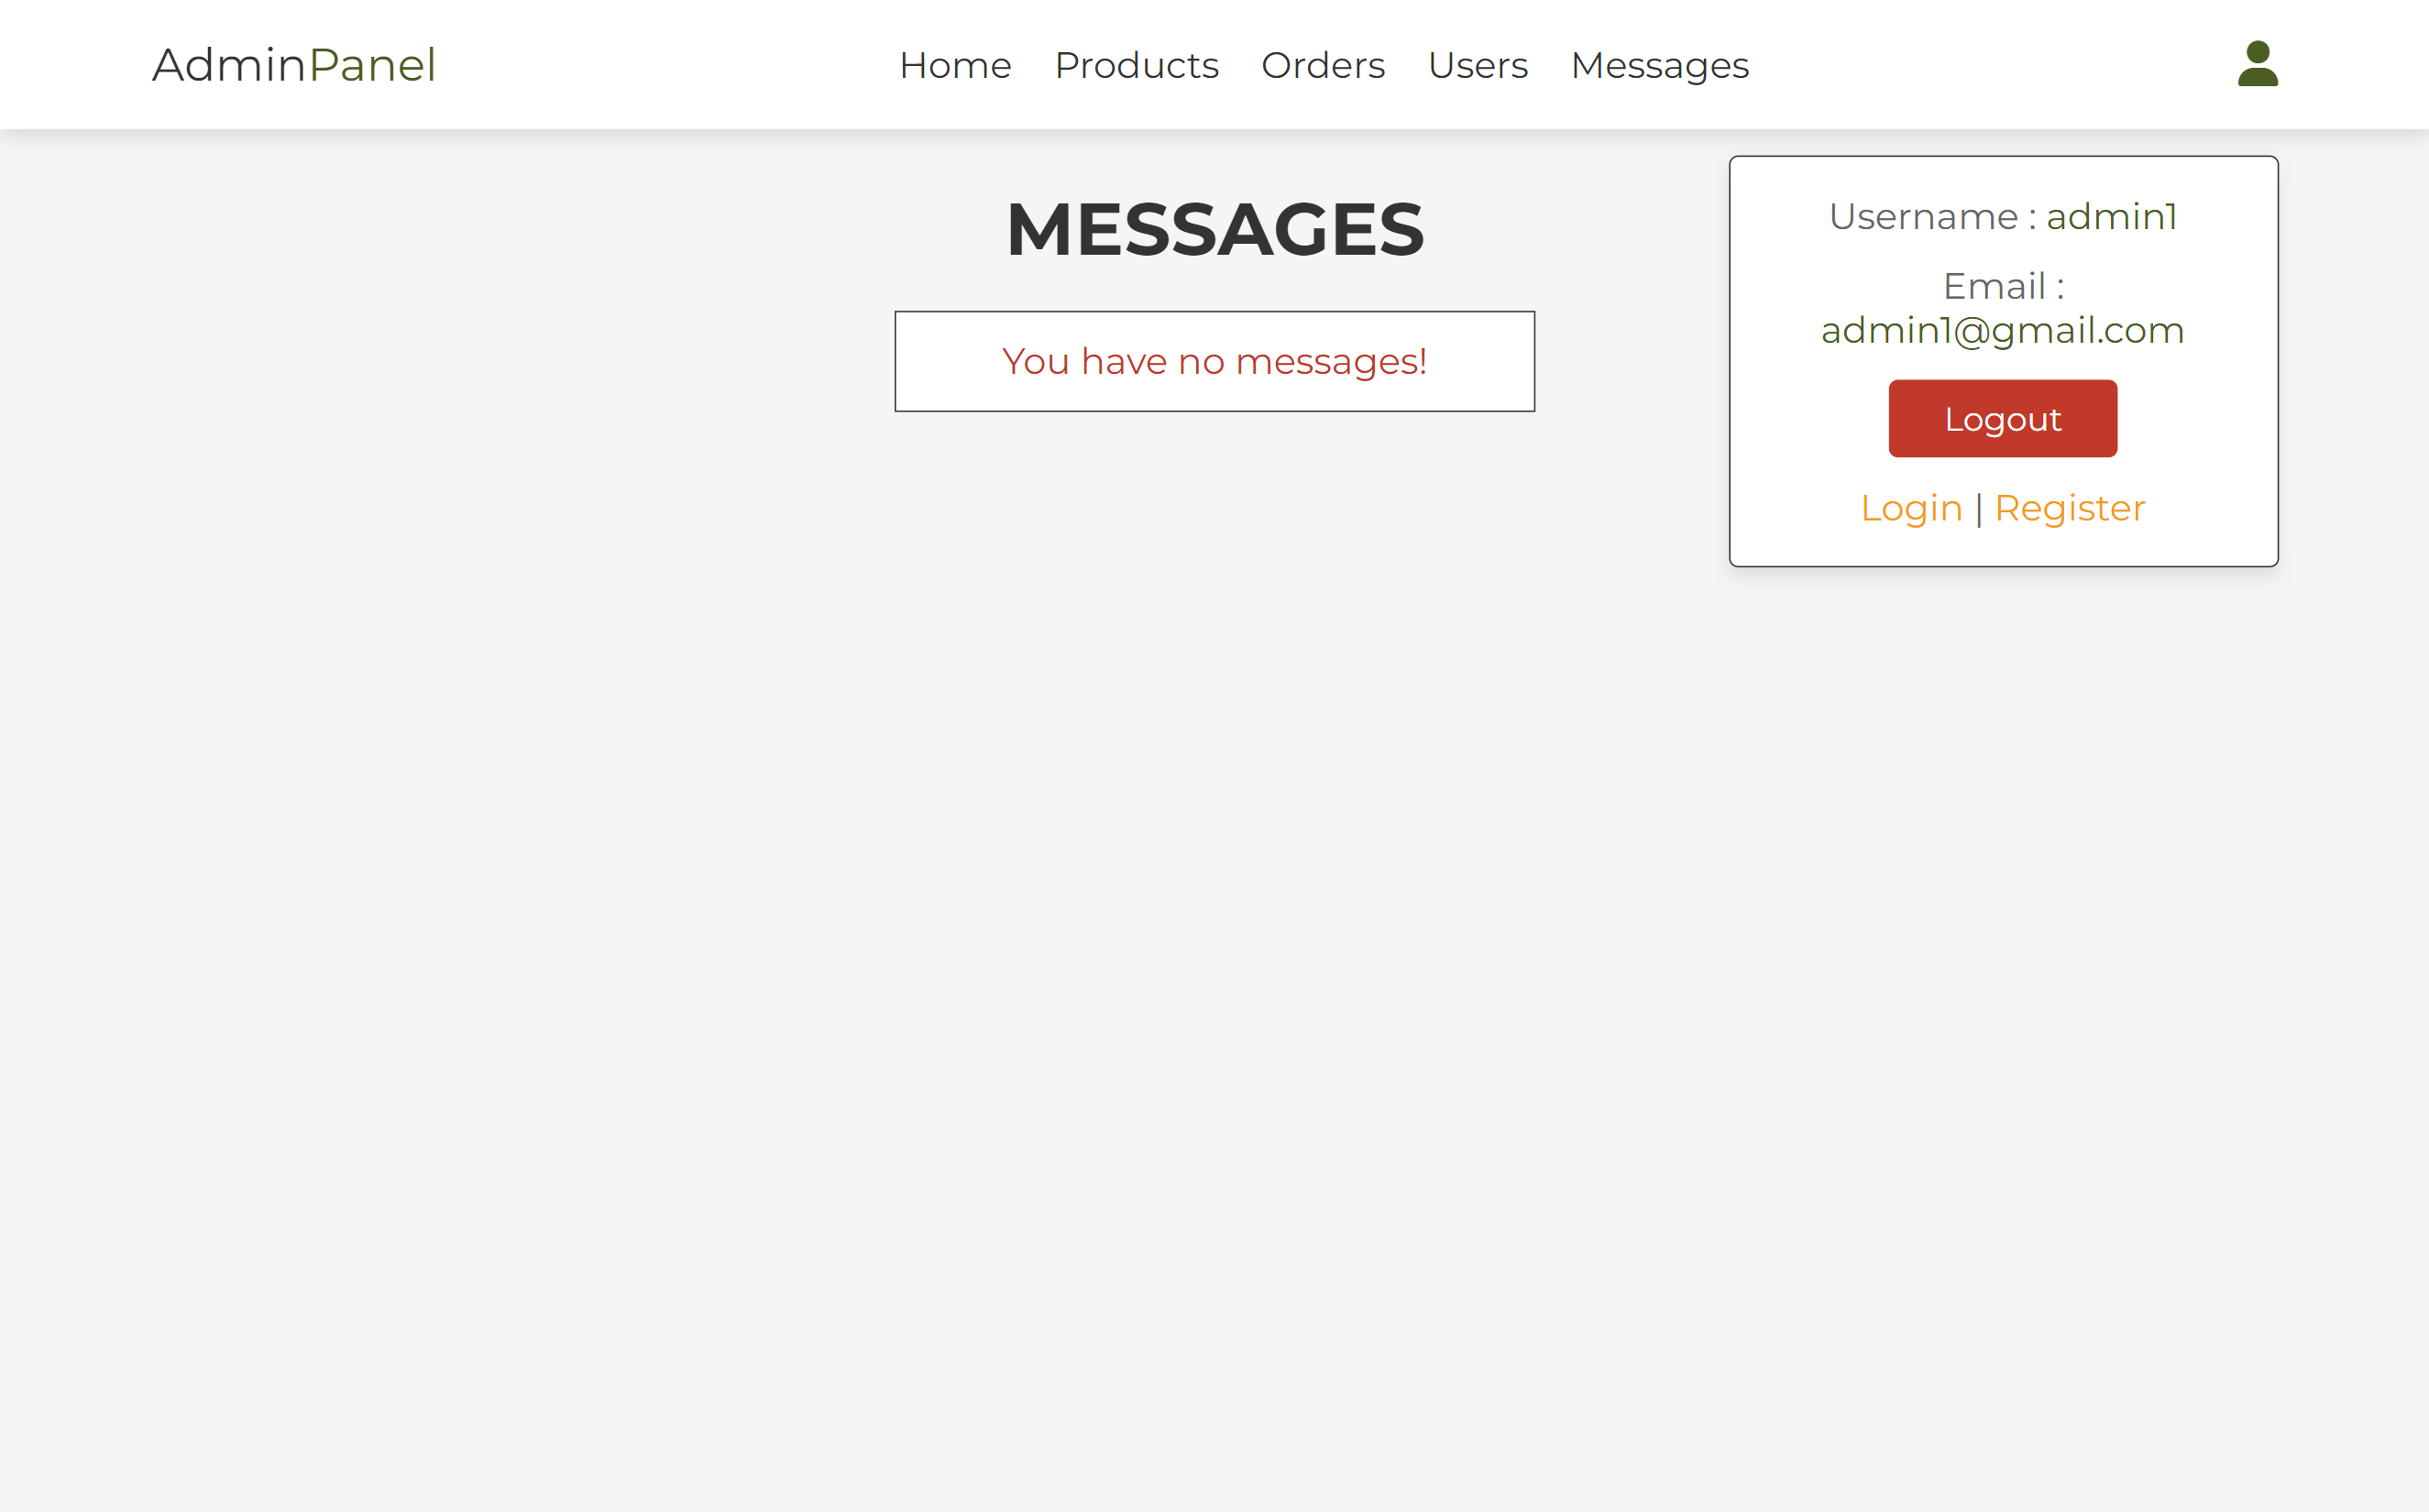 AdminPanel
Home Products Orders Users Messages
MESSAGES
You have no messages!
Username : admin1
Email :
admin1@gmail.com
Logout
Login | Register